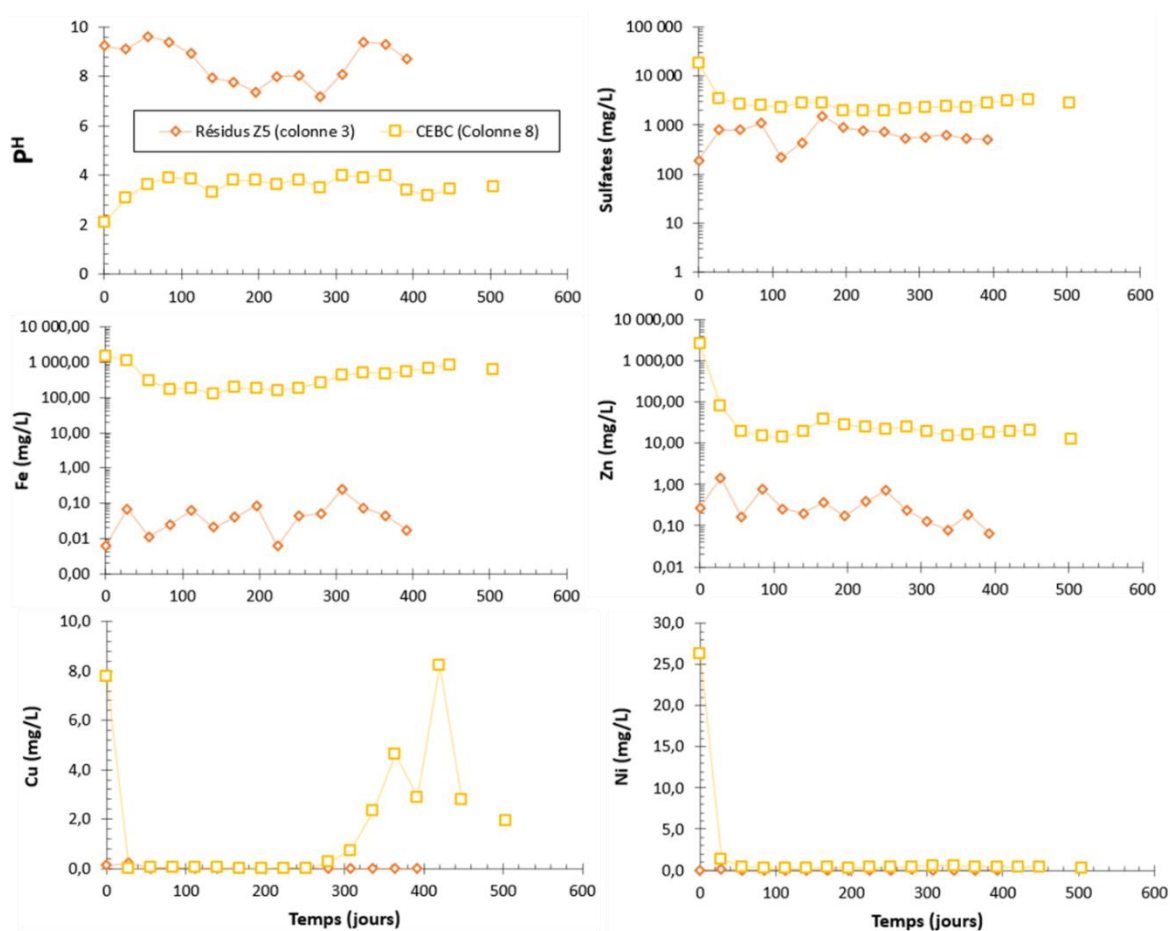 10
8
6
4
2
0
pH
Résidus Z5 (colonne 3) CEBC (Colonne 8)
0 100 200 300 400 500 600
100 000
10 000
1 000
100
10
1
Sulfates (mg/L)
0 100 200 300 400 500 600
10 000,00
1 000,00
100,00
10,00
1,00
0,10
0,01
0,00
Fe (mg/L)
0 100 200 300 400 500 600
10 000,00
1 000,00
100,00
10,00
1,00
0,10
0,01
Zn (mg/L)
0 100 200 300 400 500 600
10,0
8,0
6,0
4,0
2,0
0,0
Cu (mg/L)
0 100 200 300 400 500 600
Temps (jours)
30,0
25,0
20,0
15,0
10,0
5,0
0,0
Ni (mg/L)
0 100 200 300 400 500 600
Temps (jours)